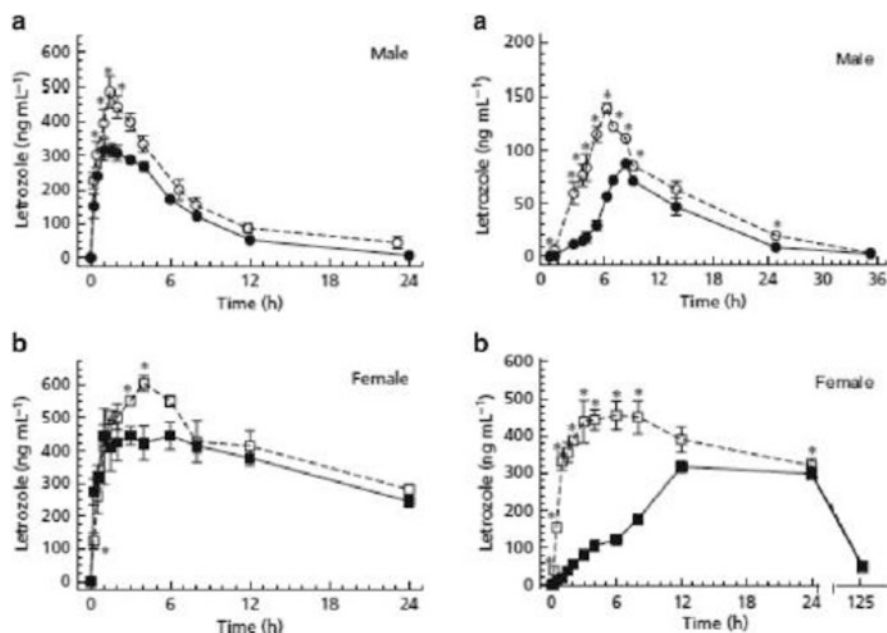 a
Male
Letrozole (ng mL⁻¹)
600
500
400
300
200
100
0
0 6 12 18 24
Time (h)
a
Male
Letrozole (ng mL⁻¹)
200
150
100
50
0
0 6 12 18 24 30 36
Time (h)
b
Female
Letrozole (ng mL⁻¹)
600
500
400
300
200
100
0
0 6 12 18 24
Time (h)
b
Female
Letrozole (ng mL⁻¹)
600
500
400
300
200
100
0
0 6 12 18 24 125
Time (h)